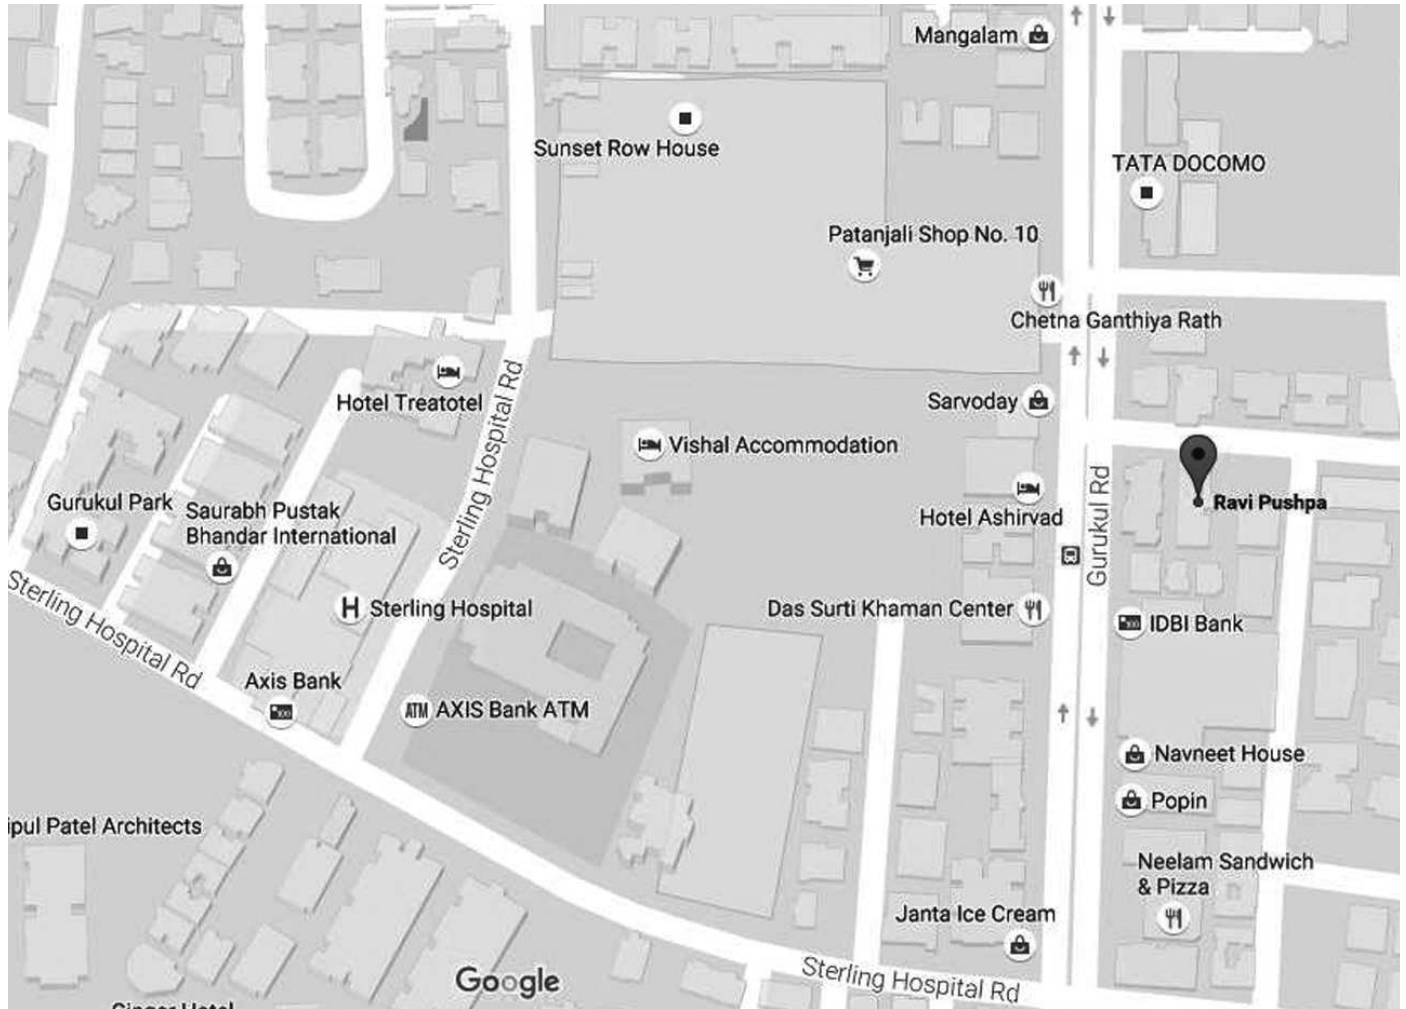 Mangalam
Sunset Row House
TATA DOCOMO
Patanjali Shop No. 10
Chetna Ganthiya Rath
Hotel Treatotel
Sarvoday
Sterling Hospital Rd
Vishal Accommodation
Gurukul Park
Saurabh Pustak
Bhandar International
Hotel Ashirvad
Gurukul Rd
Ravi Pushpa
Sterling Hospital Rd
H Sterling Hospital
Das Surti Khaman Center
IDBI Bank
Axis Bank
ATM AXIS Bank ATM
Navneet House
Popin
ipul Patel Architects
Neelam Sandwich
& Pizza
Janta Ice Cream
Google
Sterling Hospital Rd